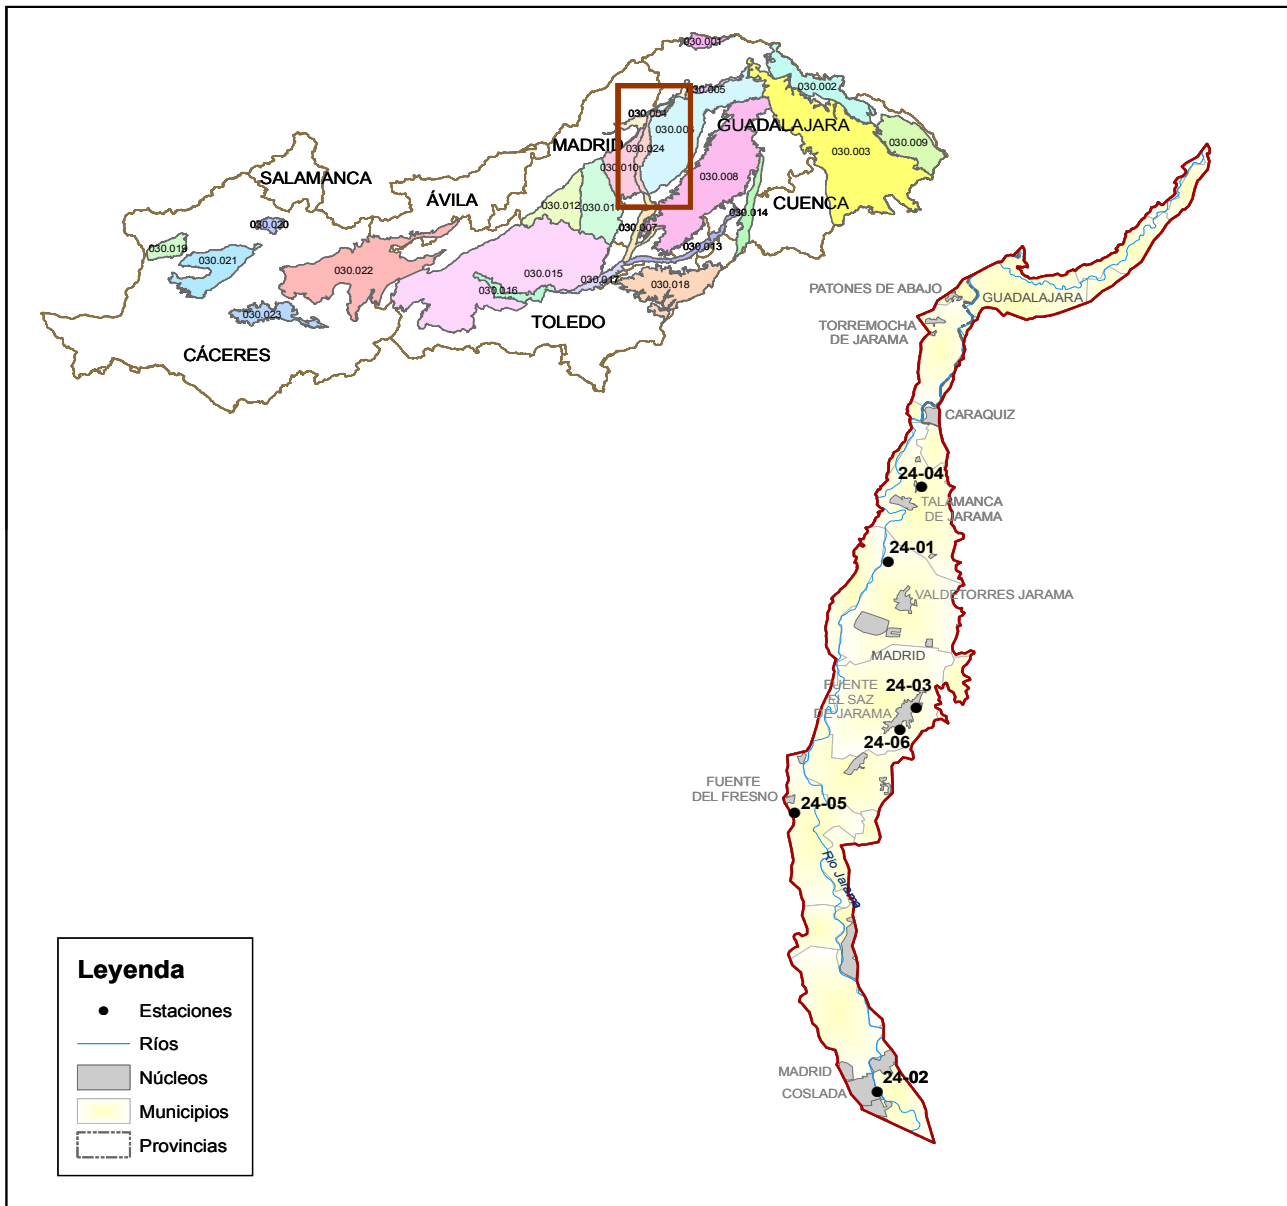 030.001
030.002
030.005
030.004
030.006
GUADALAJARA
MADRID
030.024
030.003
030.009
030.010
030.008
SALAMANCA
ÁVILA
CUENCA
030.012
030.014
030.020
030.007
030.019
030.013
030.021
030.022
030.015
030.017
030.018
030.016
030.023
TOLEDO
CÁCERES
PATONES DE ABAJO
GUADALAJARA
TORREMOCHA
DE JARAMA
CARAQUIZ
24-04
TALAMANCA
DE JARAMA
24-01
VALDETORRES JARAMA
MADRID
FUENTE
EL SAZ
DE JARAMA
24-03
24-06
FUENTE
DEL FRESNO
24-05
Río Jarama
MADRID
COSLADA
24-02
Leyenda
Estaciones
Ríos
Núcleos
Municipios
Provincias